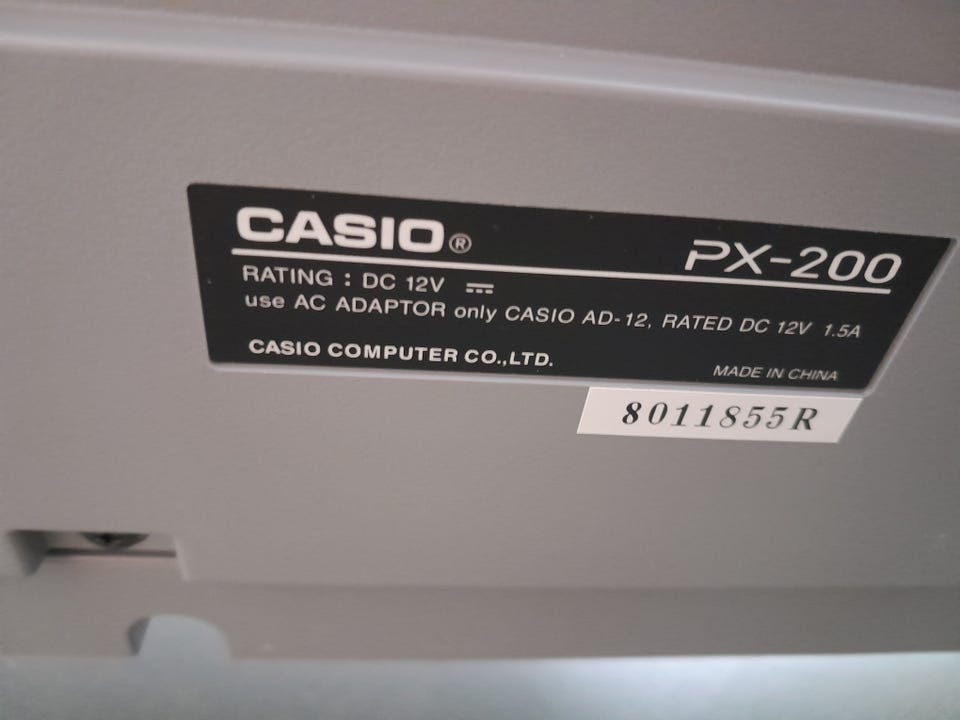 CASIO® PX-200
RATING : DC 12V ⎓
use AC ADAPTOR only CASIO AD-12, RATED DC 12V 1.5A
CASIO COMPUTER CO.,LTD.
MADE IN CHINA
8011855R